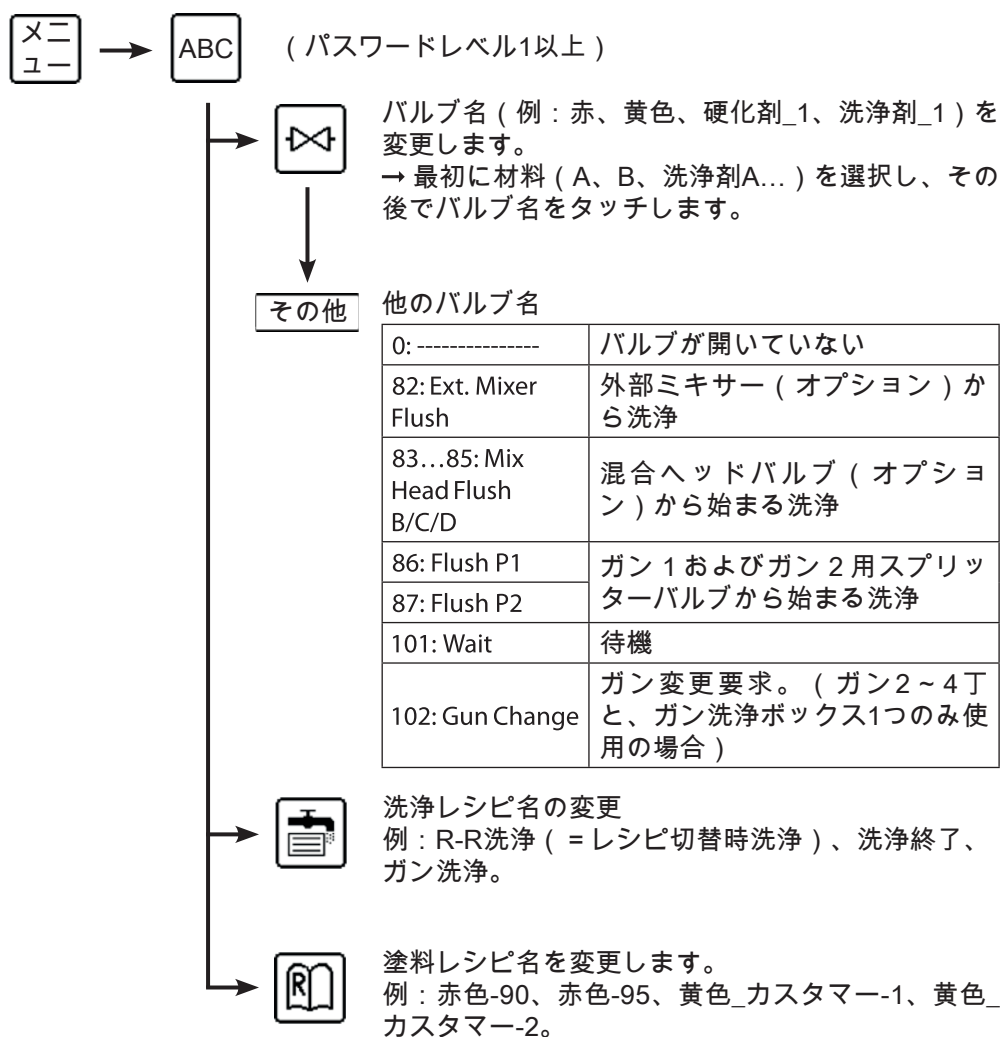 メニ
ュー
ABC
（パスワードレベル1以上）
バルブ名（例：赤、黄色、硬化剤_1、洗浄剤_1）を
変更します。
→ 最初に材料（A、B、洗浄剤A…）を選択し、その
後でバルブ名をタッチします。
その他
他のバルブ名
0: ---------------
バルブが開いていない
82: Ext. Mixer
Flush
外部ミキサー（オプション）か
ら洗浄
83…85: Mix
Head Flush
B/C/D
混合ヘッドバルブ（オプショ
ン）から始まる洗浄
86: Flush P1
87: Flush P2
ガン 1 およびガン 2 用スプリッ
ターバルブから始まる洗浄
101: Wait
待機
102: Gun Change
ガン変更要求。（ガン2～4丁
と、ガン洗浄ボックス1つのみ使
用の場合）
洗浄レシピ名の変更
例：R-R洗浄（＝レシピ切替時洗浄）、洗浄終了、
ガン洗浄。
R
塗料レシピ名を変更します。
例：赤色-90、赤色-95、黄色_カスタマー-1、黄色_
カスタマー-2。